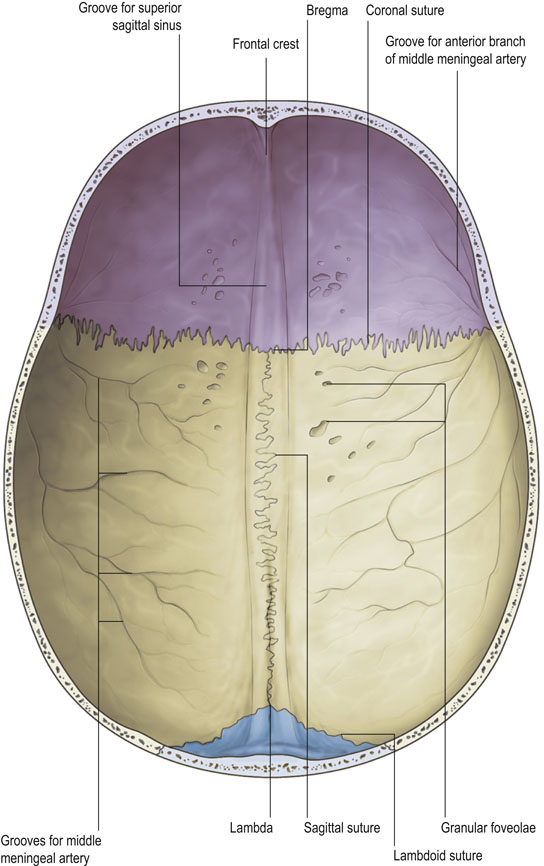 Groove for superior
sagittal sinus
Frontal crest
Bregma
Coronal suture
Groove for anterior branch
of middle meningeal artery
Grooves for middle
meningeal artery
Lambda
Sagittal suture
Lambdoid suture
Granular foveolae